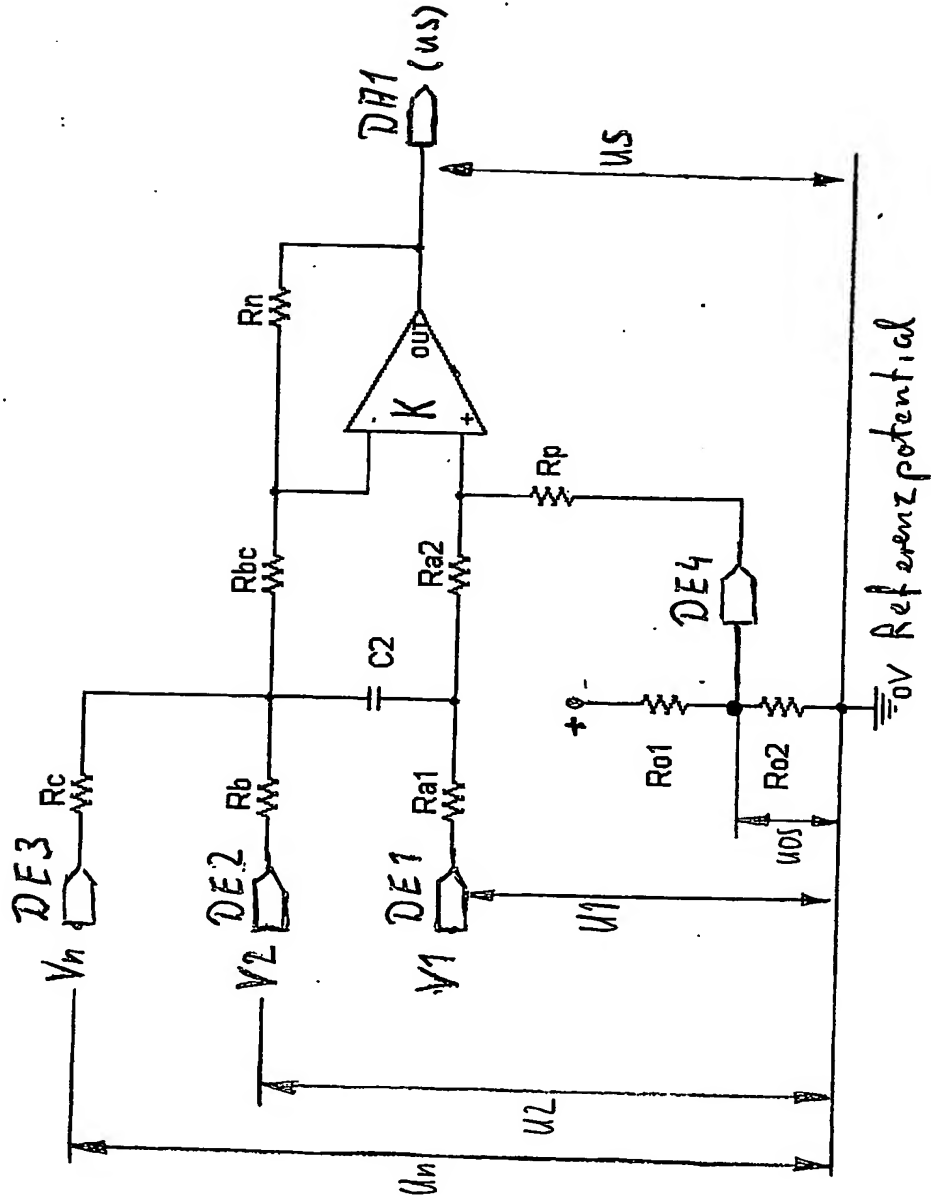 Vn
DE3
Rc
V2
DE2
Rb
Rbc
Rn
V1
DE1
Ra1
C2
Ra2
-
K
+
OUT
DA1 (us)
Rp
DE4
+
Ro1
Ro2
Un
U2
U1
uos
us
0V Referenzpotential